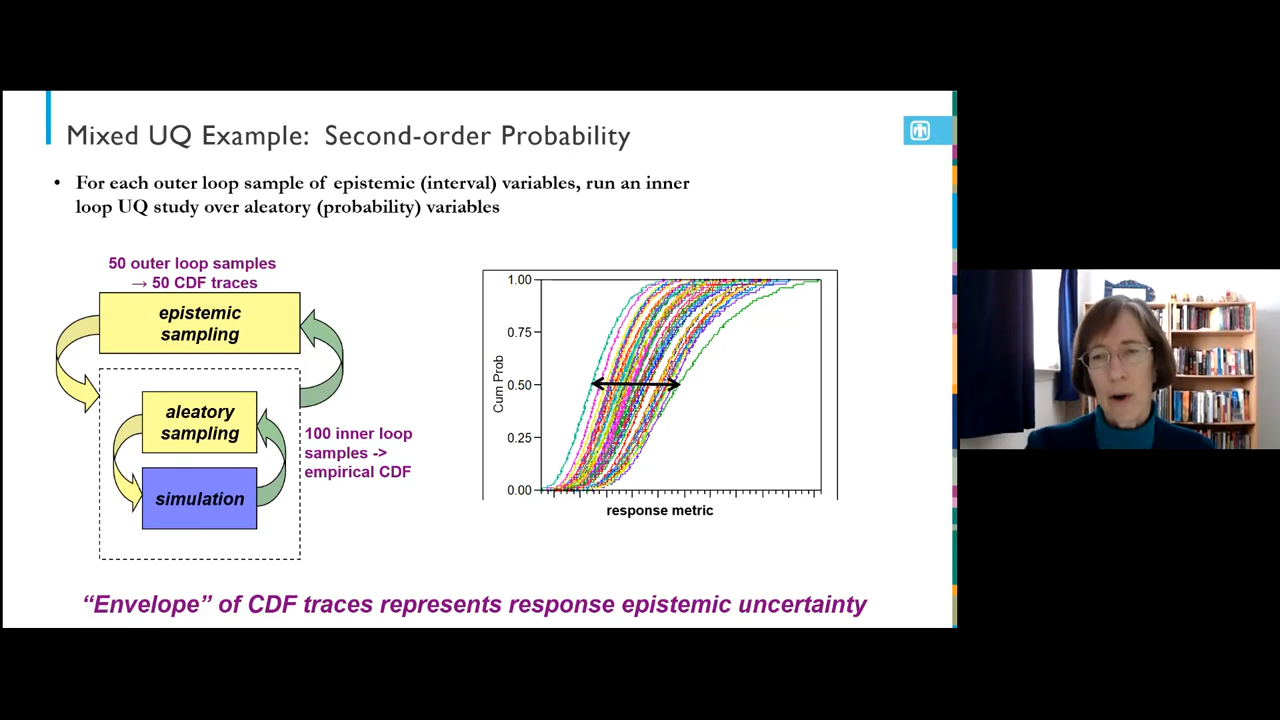 Mixed UQ Example: Second-order Probability
• For each outer loop sample of epistemic (interval) variables, run an inner
loop UQ study over aleatory (probability) variables
50 outer loop samples
→ 50 CDF traces
epistemic
sampling
aleatory
sampling
simulation
100 inner loop
samples ->
empirical CDF
1.00
0.75
0.50
0.25
0.00
Cum Prob
response metric
“Envelope” of CDF traces represents response epistemic uncertainty